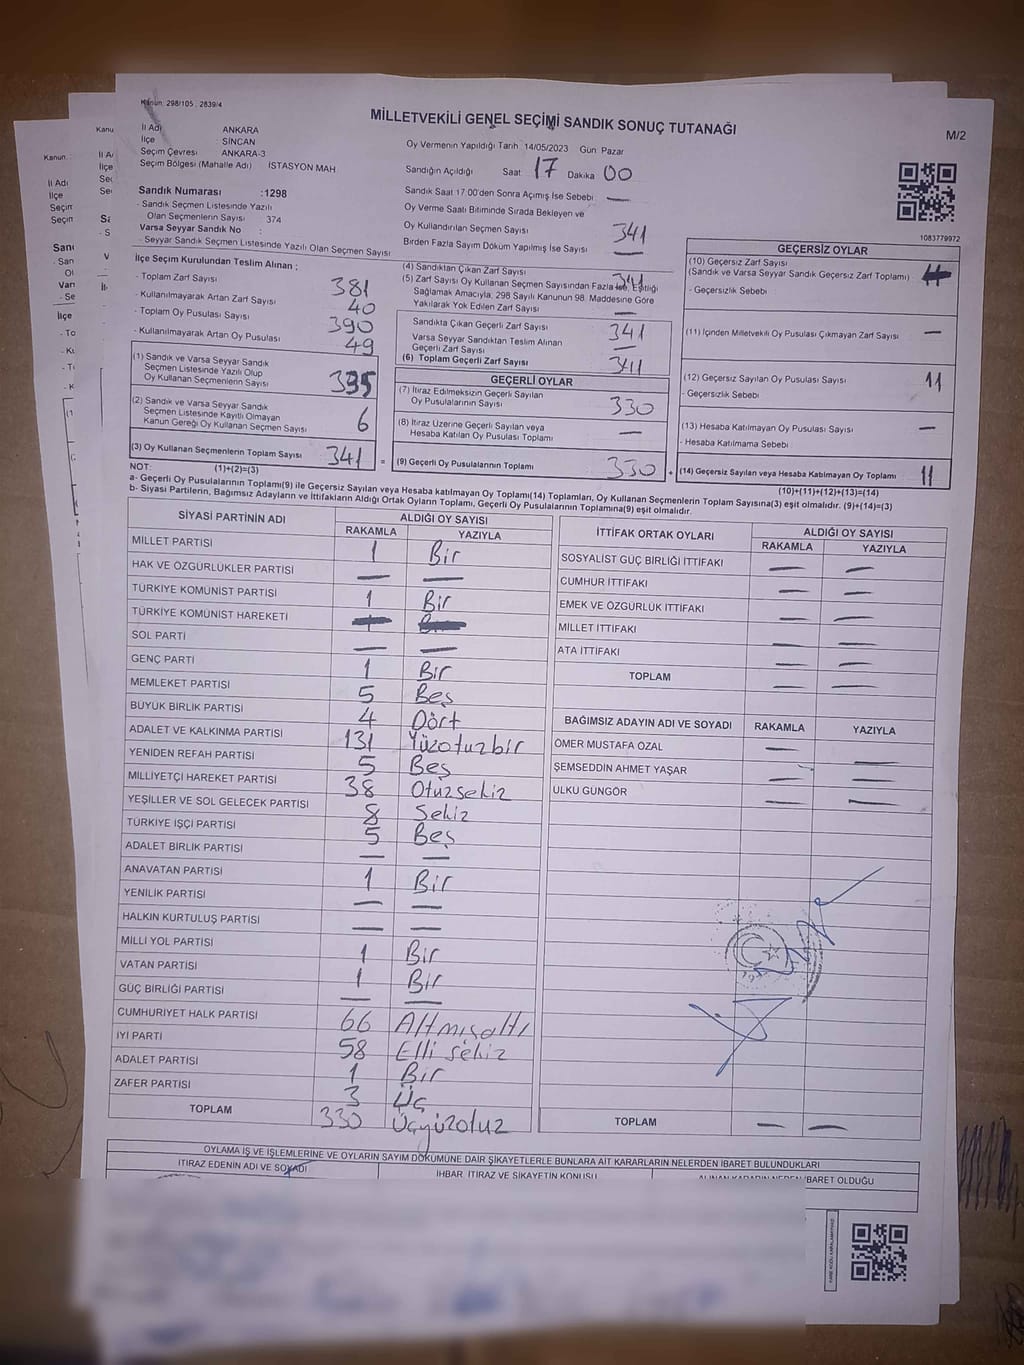 Kanun. 298/105 , 2839/4
MİLLETVEKİLİ GENEL SEÇİMİ SANDIK SONUÇ TUTANAĞI
M/2
İl Adı ANKARA
İlçe SİNCAN
Seçim Çevresi ANKARA-3
Seçim Bölgesi (Mahalle Adı) İSTASYON MAH
Sandık Numarası :1298
- Sandık Seçmen Listesinde Yazılı
Olan Seçmenlerin Sayısı 374
Varsa Seyyar Sandık No :
- Seyyar Sandık Seçmen Listesinde Yazılı Olan Seçmen Sayısı
Oy Vermenin Yapıldığı Tarih 14/05/2023 Gün Pazar
Sandığın Açıldığı Saat 17 Dakika 00
Sandık Saat 17:00'den Sonra Açımış İse Sebebi —
Oy Verme Saati Bitiminde Sırada Bekleyen ve
Oy Kullandırılan Seçmen Sayısı 341
Birden Fazla Sayım Döküm Yapılmış İse Sayısı —
1083779972
İlçe Seçim Kurulundan Teslim Alınan ;
- Toplam Zarf Sayısı 381
- Kullanılmayarak Artan Zarf Sayısı 40
- Toplam Oy Pusulası Sayısı 390
- Kullanılmayarak Artan Oy Pusulası 49
(1) Sandık ve Varsa Seyyar Sandık
Seçmen Listesinde Yazılı Olup
Oy Kullanan Seçmenlerin Sayısı 335
(2) Sandık ve Varsa Seyyar Sandık
Seçmen Listesinde Kayıtlı Olmayan
Kanun Gereği Oy Kullanan Seçmen Sayısı 6
(3) Oy Kullanan Seçmenlerin Toplam Sayısı 341
(4) Sandıktan Çıkan Zarf Sayısı 341
(5) Zarf Sayısı Oy Kullanan Seçmen Sayısından Fazla ise, Eşitliği
Sağlamak Amacıyla, 298 Sayılı Kanunun 98. Maddesine Göre
Yakılarak Yok Edilen Zarf Sayısı —
Sandıkta Çıkan Geçerli Zarf Sayısı 341
Varsa Seyyar Sandıktan Teslim Alınan
Geçerli Zarf Sayısı —
(6) Toplam Geçerli Zarf Sayısı 341
GEÇERLİ OYLAR
(7) İtiraz Edilmeksizin Geçerli Sayılan
Oy Pusulalarının Sayısı 330
(8) İtiraz Üzerine Geçerli Sayılan veya
Hesaba Katılan Oy Pusulası Toplamı —
= (9) Geçerli Oy Pusulalarının Toplamı 330 +
GEÇERSİZ OYLAR
(10) Geçersiz Zarf Sayısı
(Sandık ve Varsa Seyyar Sandık Geçersiz Zarf Toplamı)
- Geçersizlik Sebebi
(11) İçinden Milletvekili Oy Pusulası Çıkmayan Zarf Sayısı —
(12) Geçersiz Sayılan Oy Pusulası Sayısı 11
- Geçersizlik Sebebi
(13) Hesaba Katılmayan Oy Pusulası Sayısı —
- Hesaba Katılmama Sebebi
(14) Geçersiz Sayılan veya Hesaba Katılmayan Oy Toplamı 11
NOT: (1)+(2)=(3) (10)+(11)+(12)+(13)=(14)
a- Geçerli Oy Pusulalarının Toplamı(9) ile Geçersiz Sayılan veya Hesaba katılmayan Oy Toplamı(14) Toplamları, Oy Kullanan Seçmenlerin Toplam Sayısına(3) eşit olmalıdır. (9)+(14)=(3)
b- Siyasi Partilerin, Bağımsız Adayların ve İttifakların Aldığı Ortak Oyların Toplamı, Geçerli Oy Pusulalarının Toplamına(9) eşit olmalıdır.
SİYASİ PARTİNİN ADI ALDIĞI OY SAYISI
RAKAMLA YAZIYLA
MİLLET PARTİSİ 1 Bir
HAK VE ÖZGÜRLÜKLER PARTİSİ — —
TÜRKİYE KOMÜNİST PARTİSİ 1 Bir
TÜRKİYE KOMÜNİST HAREKETİ
SOL PARTİ — —
GENÇ PARTİ 1 Bir
MEMLEKET PARTİSİ 5 Beş
BÜYÜK BİRLİK PARTİSİ 4 Dört
ADALET VE KALKINMA PARTİSİ 131 Yüzotuzbir
YENİDEN REFAH PARTİSİ 5 Beş
MİLLİYETÇİ HAREKET PARTİSİ 38 Otuzsekiz
YEŞİLLER VE SOL GELECEK PARTİSİ 8 Sekiz
TÜRKİYE İŞÇİ PARTİSİ 5 Beş
ADALET BİRLİK PARTİSİ — —
ANAVATAN PARTİSİ 1 Bir
YENİLİK PARTİSİ — —
HALKIN KURTULUŞ PARTİSİ — —
MİLLİ YOL PARTİSİ 1 Bir
VATAN PARTİSİ 1 Bir
GÜÇ BİRLİĞİ PARTİSİ — —
CUMHURİYET HALK PARTİSİ 66 Altmışaltı
İYİ PARTİ 58 Elli sekiz
ADALET PARTİSİ 1 Bir
ZAFER PARTİSİ 3 Üç
TOPLAM 330 Üçyüzotuz
İTTİFAK ORTAK OYLARI ALDIĞI OY SAYISI
RAKAMLA YAZIYLA
SOSYALİST GÜÇ BİRLİĞİ İTTİFAKI — —
CUMHUR İTTİFAKI — —
EMEK VE ÖZGÜRLÜK İTTİFAKI — —
MİLLET İTTİFAKI — —
ATA İTTİFAKI — —
TOPLAM — —
BAĞIMSIZ ADAYIN ADI VE SOYADI RAKAMLA YAZIYLA
ÖMER MUSTAFA ÖZAL — —
ŞEMSEDDİN AHMET YAŞAR — —
ÜLKÜ GÜNGÖR — —
TOPLAM — —
OYLAMA İŞ VE İŞLEMLERİNE VE OYLARIN SAYIM DÖKÜMÜNE DAİR ŞİKAYETLERLE BUNLARA AİT KARARLARIN NELERDEN İBARET BULUNDUKLARI
İTİRAZ EDENİN ADI VE SOYADI İHBAR, İTİRAZ VE ŞİKAYETİN KONUSU ALINAN KARARIN NEDEN İBARET OLDUĞU